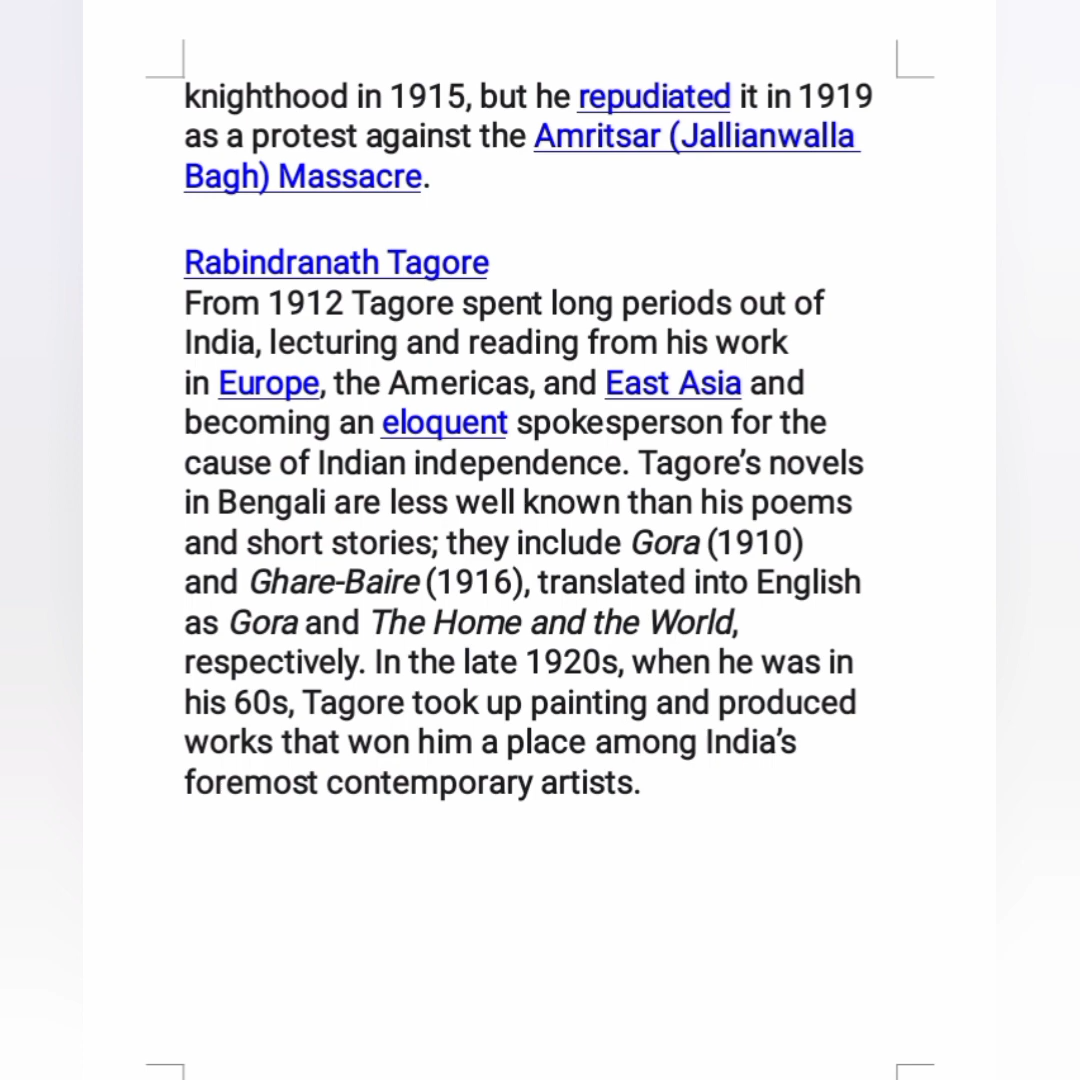 knighthood in 1915, but he repudiated it in 1919
as a protest against the Amritsar (Jallianwalla
Bagh) Massacre.
Rabindranath Tagore
From 1912 Tagore spent long periods out of
India, lecturing and reading from his work
in Europe, the Americas, and East Asia and
becoming an eloquent spokesperson for the
cause of Indian independence. Tagore’s novels
in Bengali are less well known than his poems
and short stories; they include Gora (1910)
and Ghare-Baire (1916), translated into English
as Gora and The Home and the World,
respectively. In the late 1920s, when he was in
his 60s, Tagore took up painting and produced
works that won him a place among India’s
foremost contemporary artists.